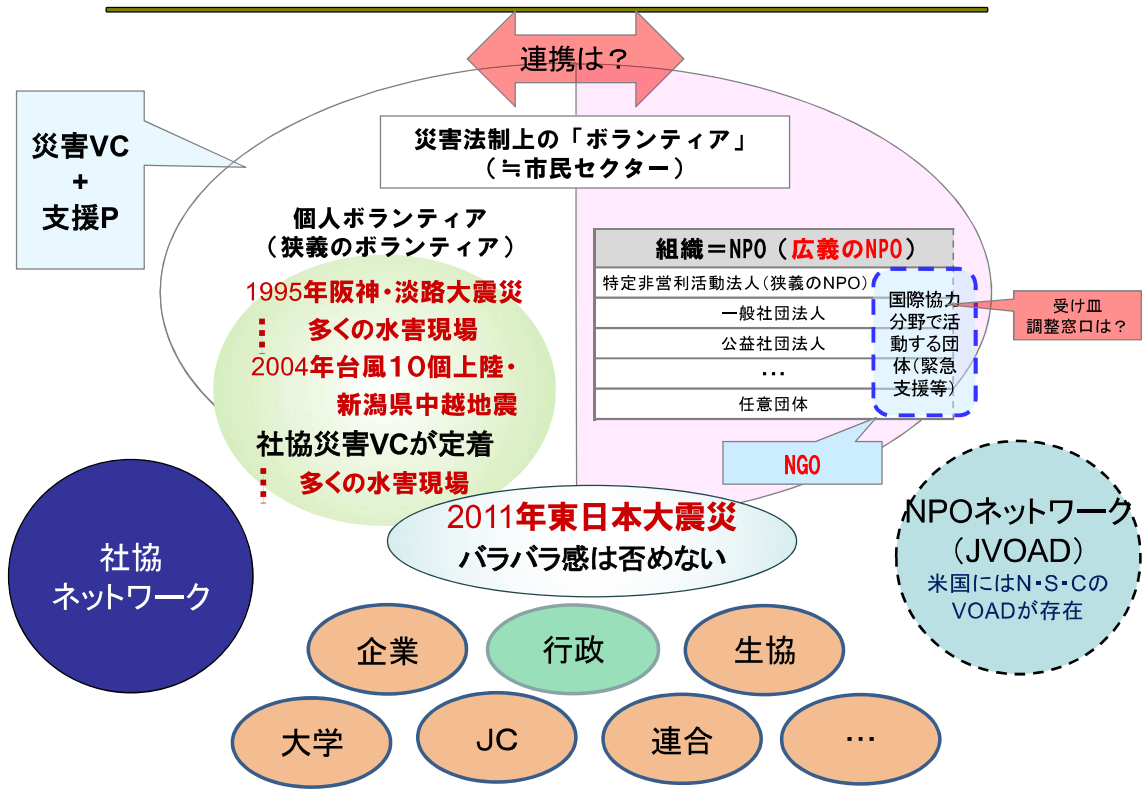 連携は？
災害VC
+
支援P
災害法制上の「ボランティア」
（≒市民セクター）
個人ボランティア
（狭義のボランティア）
1995年阪神・淡路大震災
多くの水害現場
2004年台風１０個上陸・
新潟県中越地震
社協災害VCが定着
多くの水害現場
組織＝NPO（広義のNPO）
特定非営利活動法人（狭義のNPO）
一般社団法人
公益社団法人
…
任意団体
国際協力
分野で活
動する団
体（緊急
支援等）
受け皿
調整窓口は？
NGO
2011年東日本大震災
バラバラ感は否めない
社協
ネットワーク
NPOネットワーク
（JVOAD）
米国にはN・S・Cの
VOADが存在
企業
行政
生協
大学
JC
連合
…